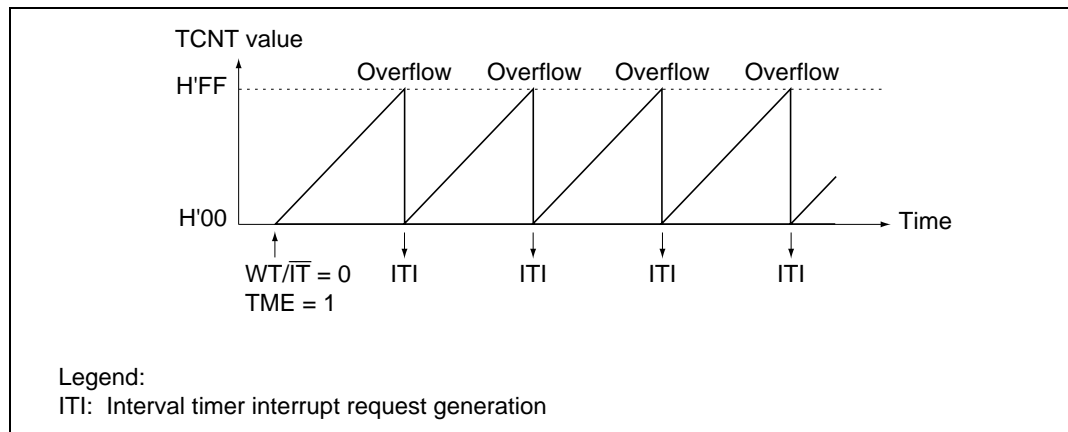 TCNT value
Overflow Overflow Overflow Overflow
H'FF
H'00
Time
WT/I̅T̅ = 0 ITI ITI ITI ITI
TME = 1
Legend:
ITI: Interval timer interrupt request generation